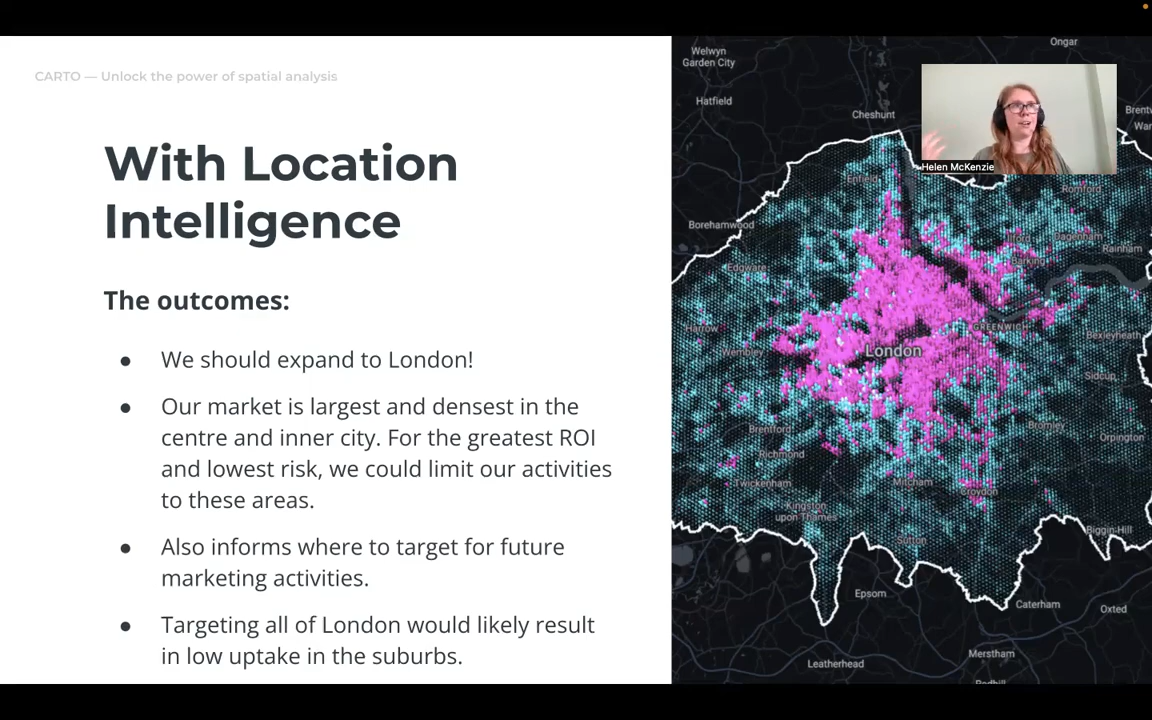 CARTO — Unlock the power of spatial analysis
With Location
Intelligence
The outcomes:
● We should expand to London!
● Our market is largest and densest in the
centre and inner city. For the greatest ROI
and lowest risk, we could limit our activities
to these areas.
● Also informs where to target for future
marketing activities.
● Targeting all of London would likely result
in low uptake in the suburbs.
Ongar
Welwyn
Garden City
Hatfield
Cheshunt
Helen McKenzie
Enfield
Romford
Borehamwood
Ilford
Dagenham
Rainham
Barking
Edgware
Harrow
GREENWICH
Bexleyheath
Wembley
London
Sidcup
Brentford
Bromley
Orpington
Richmond
Twickenham
Mitcham
Croydon
Kingston
upon Thames
Biggin Hill
Sutton
Epsom
Caterham
Oxted
Merstham
Leatherhead